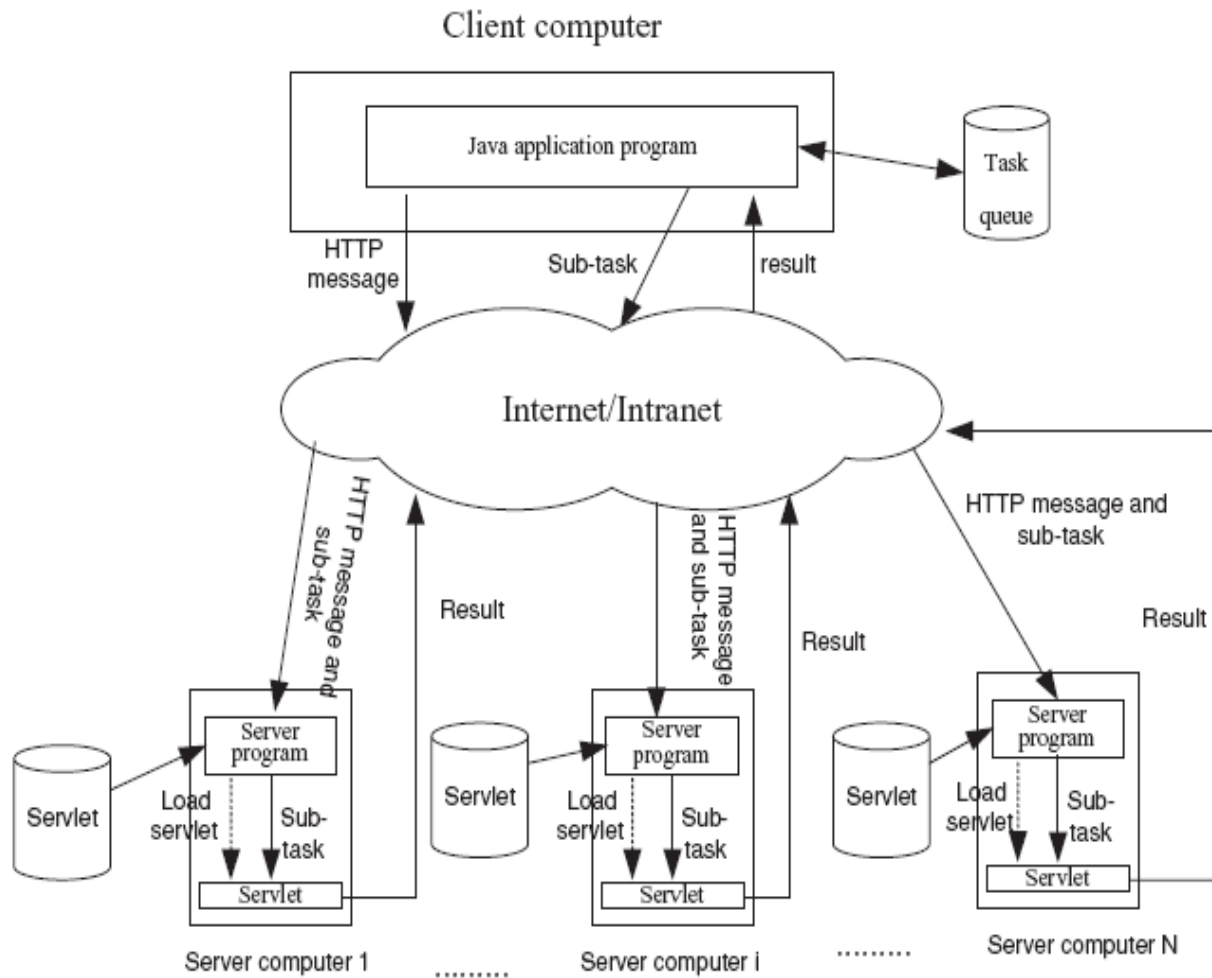 Client computer
Java application program
Task
queue
HTTP
message
Sub-task
result
Internet/Intranet
HTTP message and
sub-task
Result
HTTP message
and sub-task
Result
HTTP message and
sub-task
Result
Servlet
Server
program
Load
servlet
Sub-
task
Servlet
Server computer 1
.........
Servlet
Server
program
Load
servlet
Sub-
task
Servlet
Server computer i
.........
Servlet
Server
program
Load
servlet
Sub-
task
Servlet
Server computer N